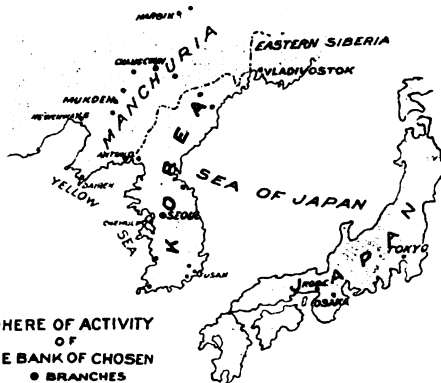 HARBIN
EASTERN SIBERIA
CHANGCHUN
VLADIVOSTOK
MANCHURIA
MUKDEN
ANTUNG
DAIREN
YELLOW SEA
KOREA
SEA OF JAPAN
CHEMULPO
SEOUL
FUSAN
JAPAN
TOKYO
KOBE
OSAKA
HERE OF ACTIVITY
OF
E BANK OF CHOSEN
● BRANCHES